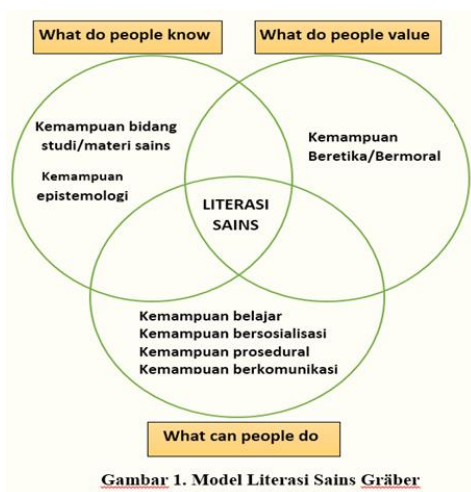 What do people know
What do people value
Kemampuan bidang
studi/materi sains
Kemampuan
epistemologi
Kemampuan
Beretika/Bermoral
LITERASI
SAINS
Kemampuan belajar
Kemampuan bersosialisasi
Kemampuan prosedural
Kemampuan berkomunikasi
What can people do
Gambar 1. Model Literasi Sains Gräber